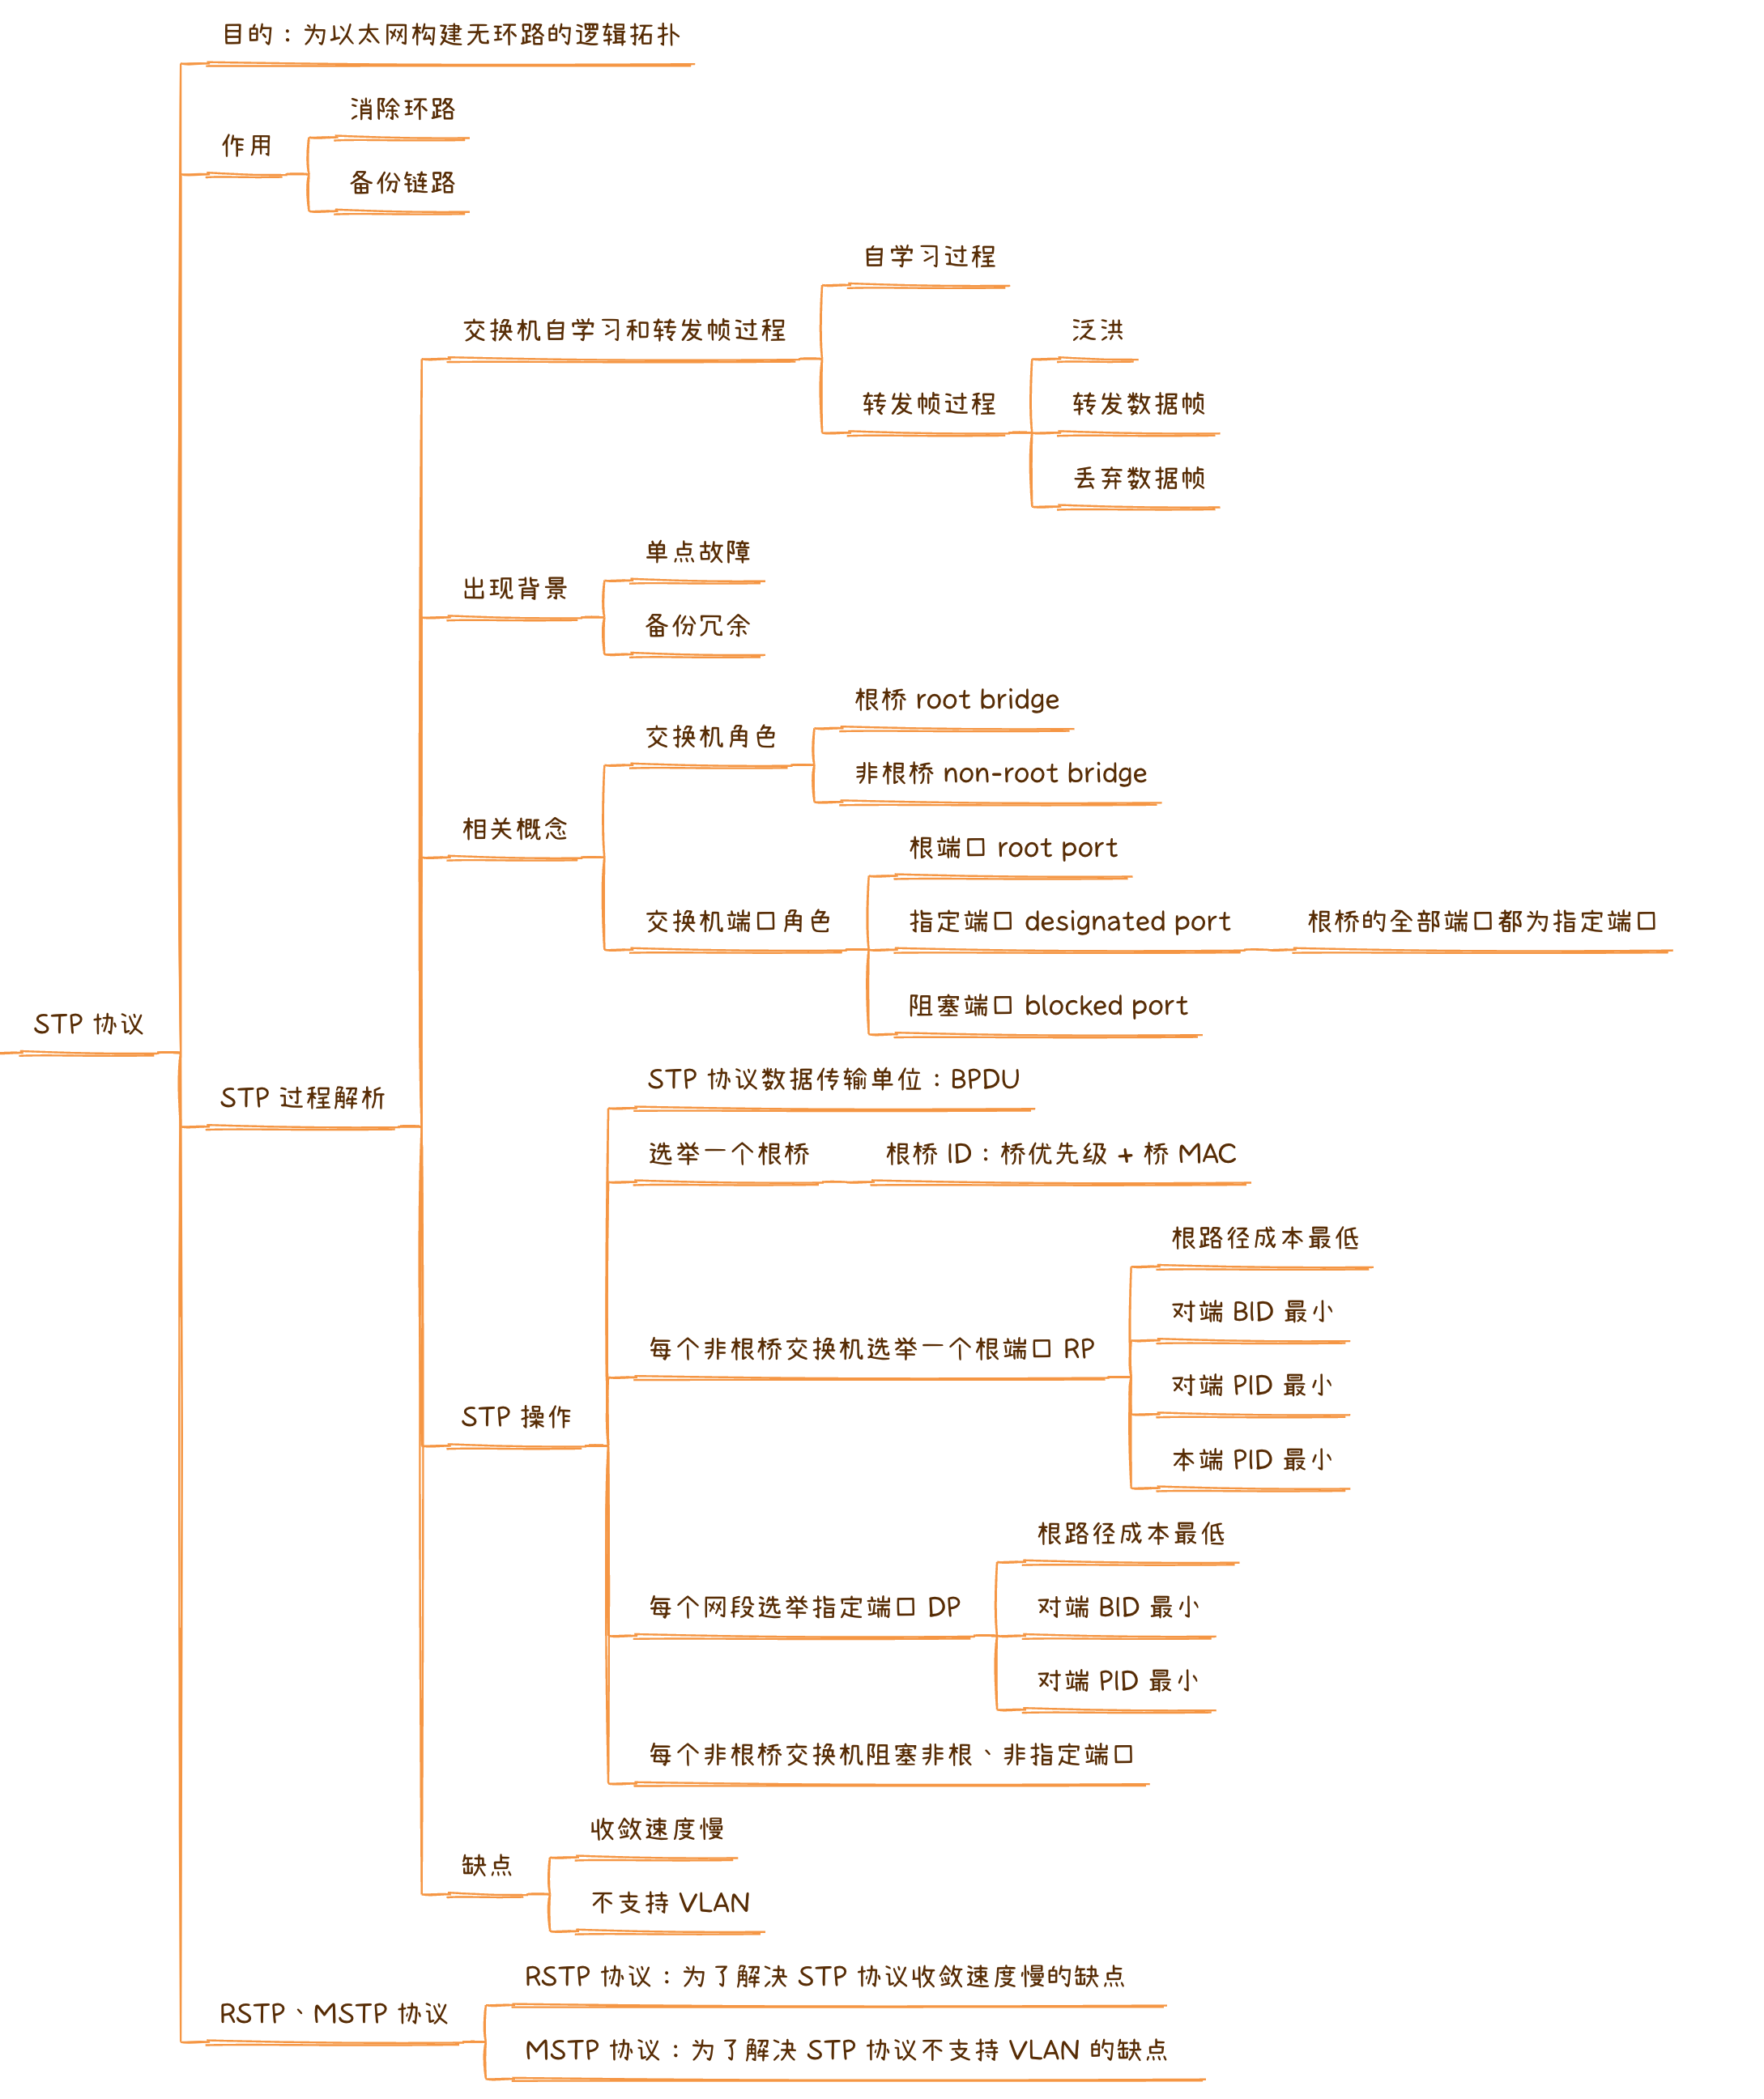 目的：为以太网构建无环路的逻辑拓扑
消除环路
作用
备份链路
自学习过程
交换机自学习和转发帧过程
泛洪
转发帧过程
转发数据帧
丢弃数据帧
单点故障
出现背景
备份冗余
根桥 root bridge
交换机角色
非根桥 non-root bridge
相关概念
根端口 root port
交换机端口角色
指定端口 designated port
根桥的全部端口都为指定端口
阻塞端口 blocked port
STP 协议
STP 过程解析
STP 协议数据传输单位：BPDU
选举一个根桥
根桥 ID：桥优先级 + 桥 MAC
根路径成本最低
对端 BID 最小
每个非根桥交换机选举一个根端口 RP
对端 PID 最小
STP 操作
本端 PID 最小
根路径成本最低
每个网段选举指定端口 DP
对端 BID 最小
对端 PID 最小
每个非根桥交换机阻塞非根、非指定端口
收敛速度慢
缺点
不支持 VLAN
RSTP 协议：为了解决 STP 协议收敛速度慢的缺点
RSTP、MSTP 协议
MSTP 协议：为了解决 STP 协议不支持 VLAN 的缺点